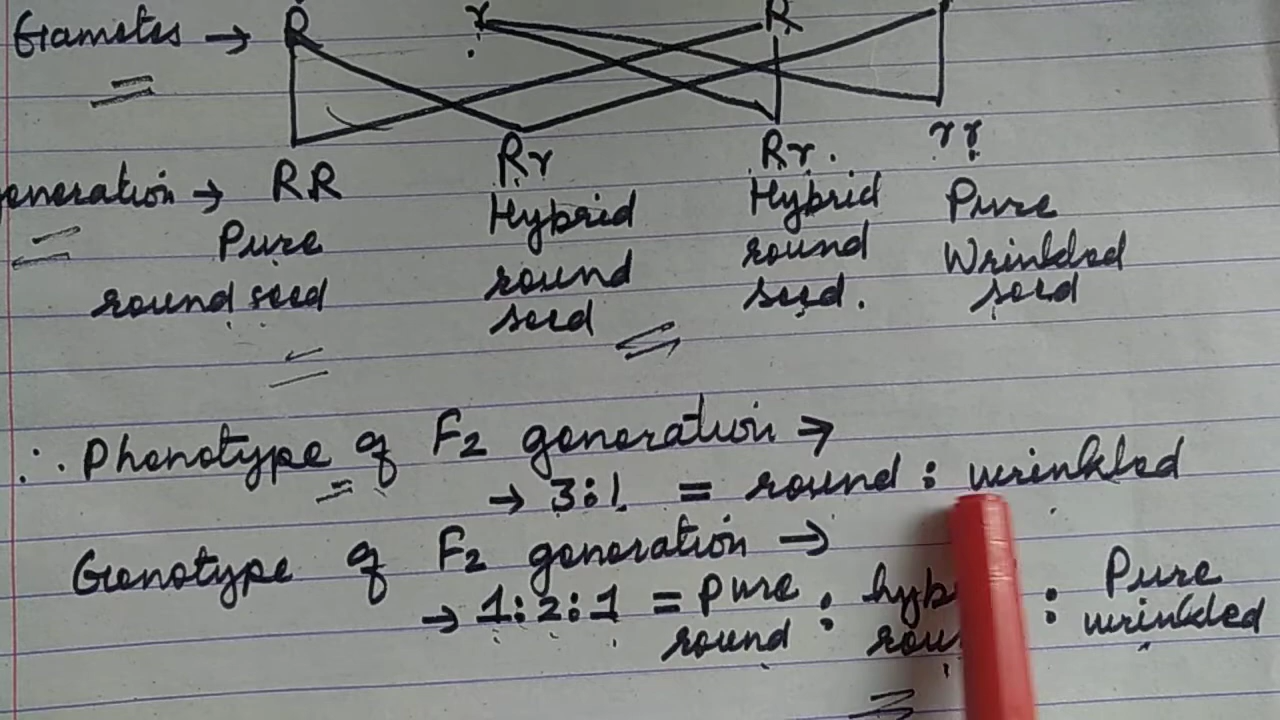 Gametes → R r R
RR Rr Rr. rr
generation → Pure round seed Hybrid round seed Hybrid round seed. Pure Wrinkled seed
∴ Phenotype of F2 generation →
→ 3:1 = round : wrinkled
Genotype of F2 generation →
→ 1:2:1 = Pure round : : Pure wrinkled